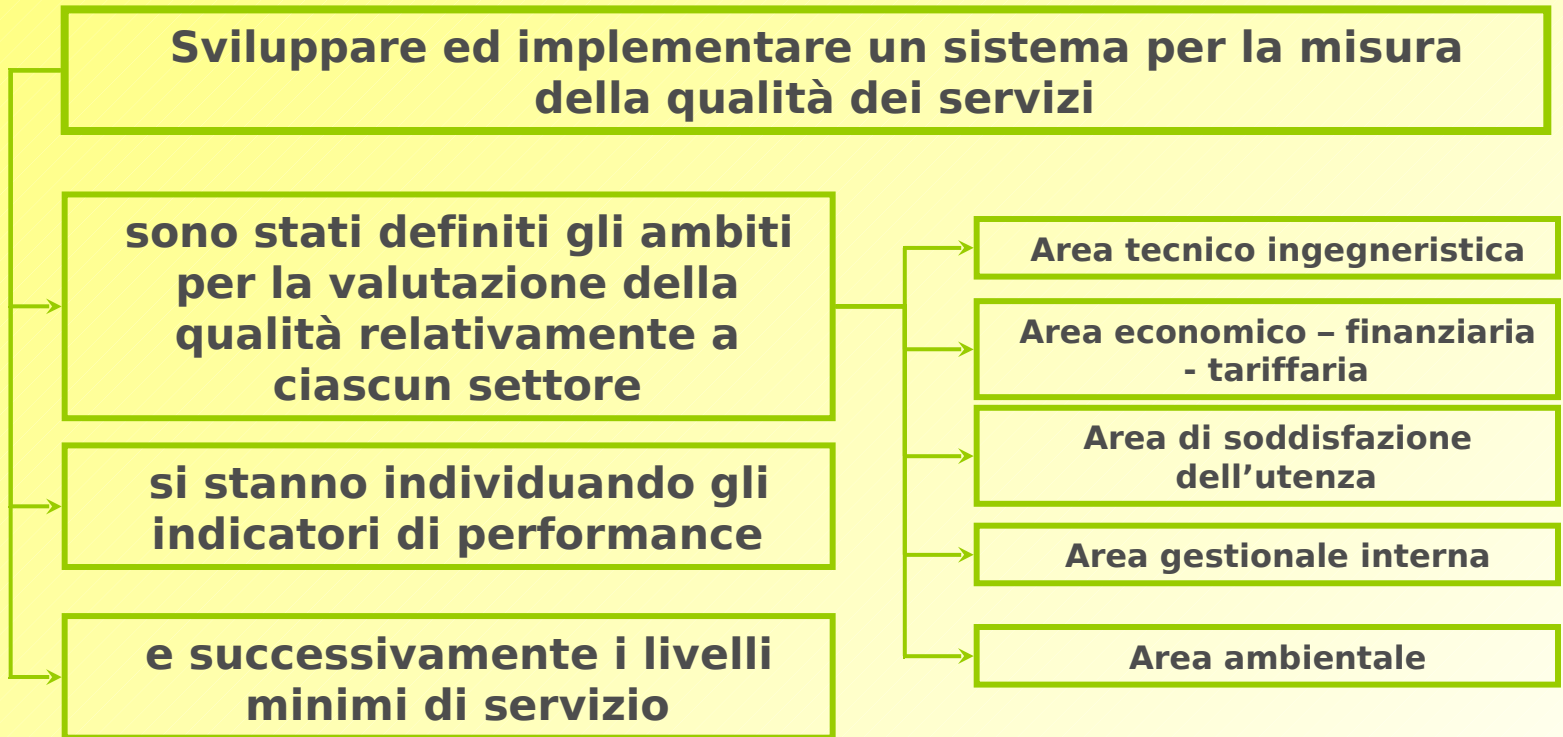 Sviluppare ed implementare un sistema per la misura
della qualità dei servizi
sono stati definiti gli ambiti
per la valutazione della
qualità relativamente a
ciascun settore
si stanno individuando gli
indicatori di performance
e successivamente i livelli
minimi di servizio
Area tecnico ingegneristica
Area economico – finanziaria
- tariffaria
Area di soddisfazione
dell’utenza
Area gestionale interna
Area ambientale